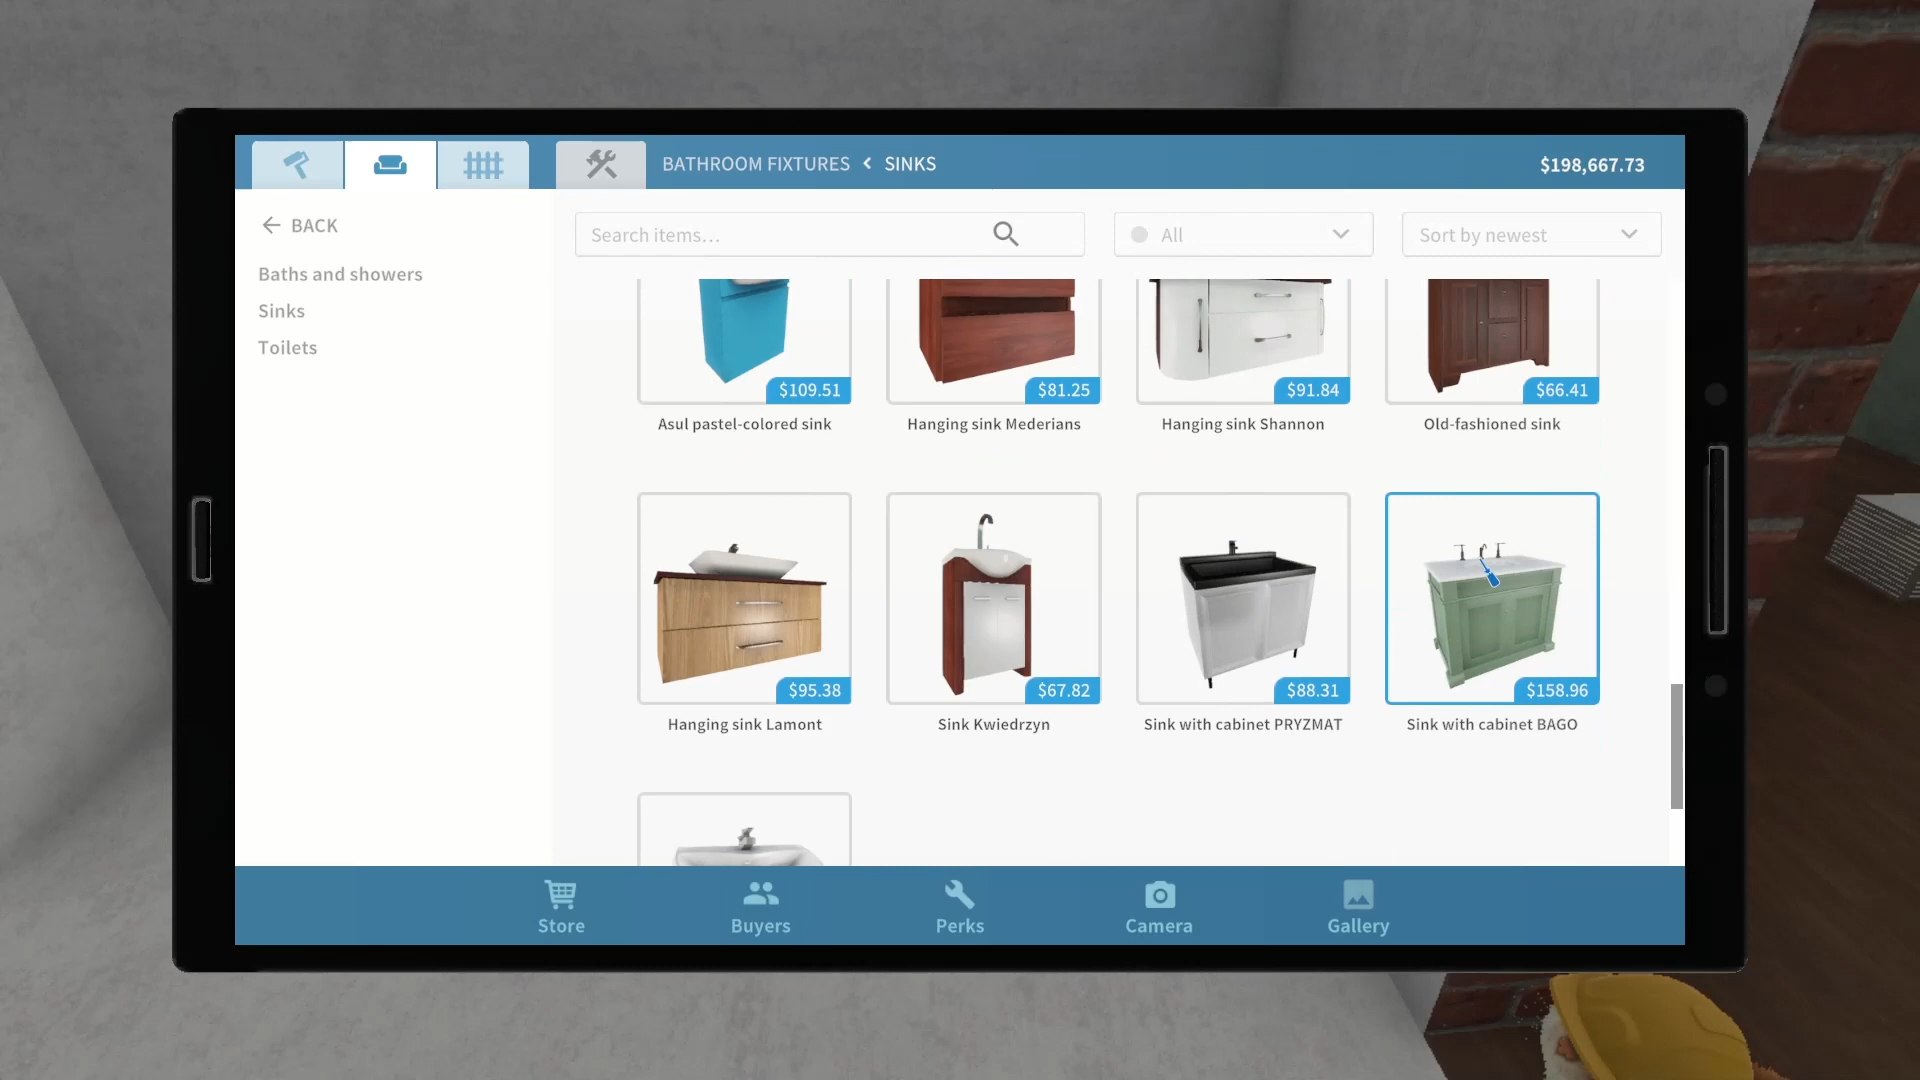 BATHROOM FIXTURES < SINKS
$198,667.73
BACK
Baths and showers
Sinks
Toilets
Search items...
All
Sort by newest
$109.51
$81.25
$91.84
$66.41
Asul pastel-colored sink
Hanging sink Mederians
Hanging sink Shannon
Old-fashioned sink
$95.38
$67.82
$88.31
$158.96
Hanging sink Lamont
Sink Kwiedrzyn
Sink with cabinet PRYZMAT
Sink with cabinet BAGO
Store
Buyers
Perks
Camera
Gallery